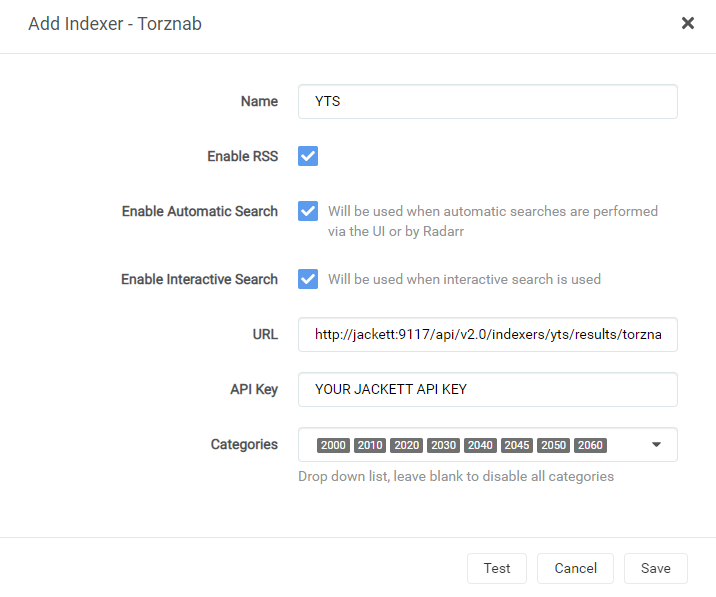 Add Indexer - Torznab
Name
YTS
Enable RSS
Enable Automatic Search
Will be used when automatic searches are performed
via the UI or by Radarr
Enable Interactive Search
Will be used when interactive search is used
URL
http://jackett:9117/api/v2.0/indexers/yts/results/torzna
API Key
YOUR JACKETT API KEY
Categories
2000 2010 2020 2030 2040 2045 2050 2060
Drop down list, leave blank to disable all categories
Test Cancel Save